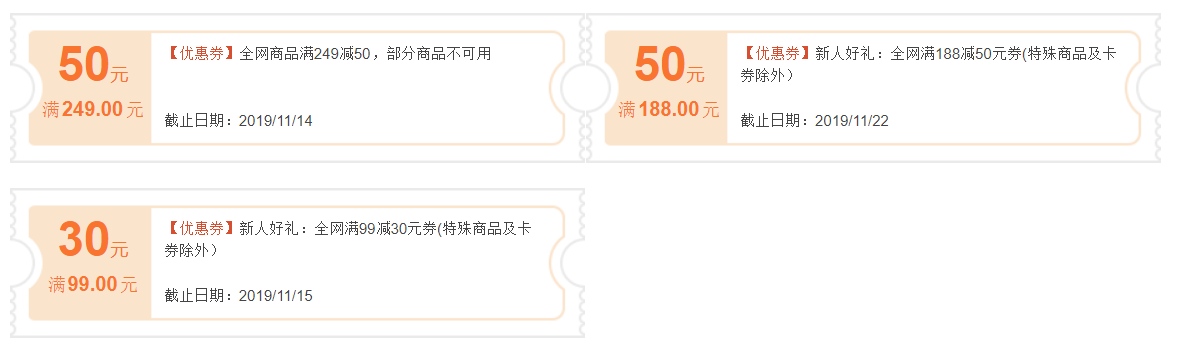 50元
满249.00元
【优惠券】全网商品满249减50，部分商品不可用
截止日期：2019/11/14
50元
满188.00元
【优惠券】新人好礼：全网满188减50元券(特殊商品及卡
券除外）
截止日期：2019/11/22
30元
满99.00元
【优惠券】新人好礼：全网满99减30元券(特殊商品及卡
券除外）
截止日期：2019/11/15